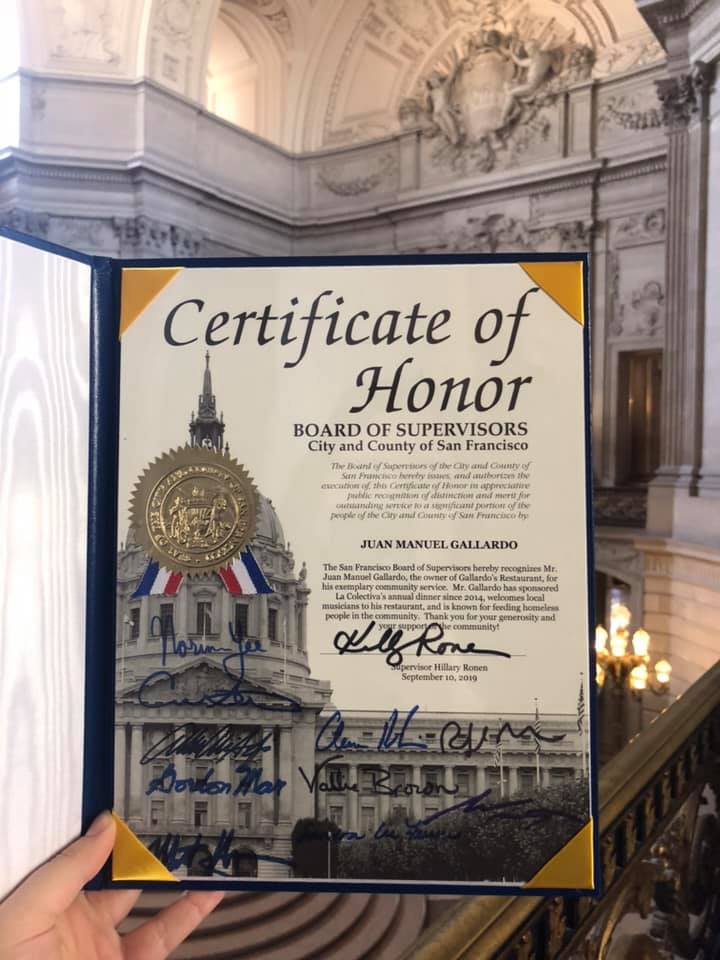 Certificate of
Honor
BOARD OF SUPERVISORS
City and County of San Francisco
The Board of Supervisors of the City and County of
San Francisco hereby issues, and authorizes the
execution of, this Certificate of Honor in appreciative
public recognition of distinction and merit for
outstanding service to a significant portion of the
people of the City and County of San Francisco by:
JUAN MANUEL GALLARDO
The San Francisco Board of Supervisors hereby recognizes Mr.
Juan Manuel Gallardo, the owner of Gallardo's Restaurant, for
his exemplary community service. Mr. Gallardo has sponsored
La Colectiva's annual dinner since 2014, welcomes local
musicians to his restaurant, and is known for feeding homeless
people in the community. Thank you for your generosity and
your support of the community!
Hillary Ronen
Supervisor Hillary Ronen
September 10, 2019
Norman Yee
Gordon Mar
Vallie Brown